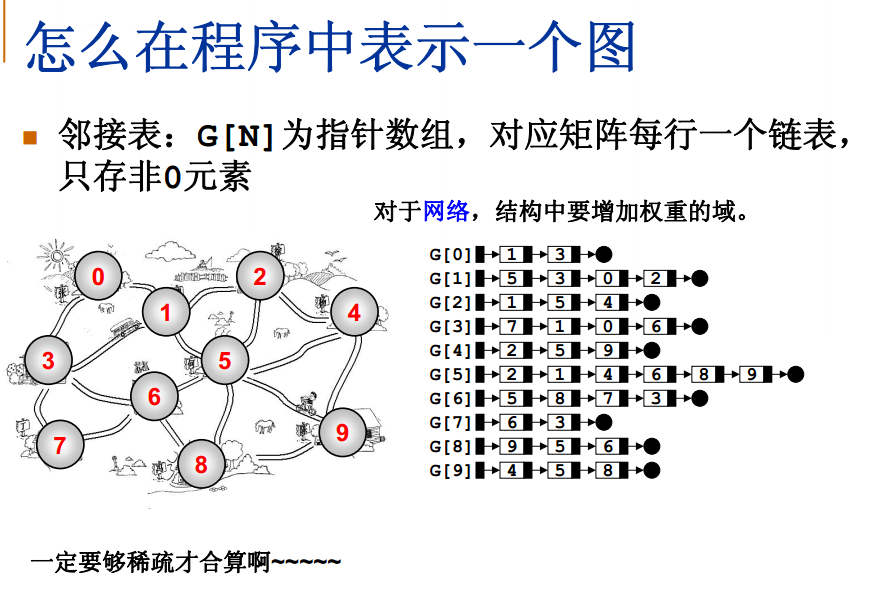 怎么在程序中表示一个图
邻接表：G[N]为指针数组，对应矩阵每行一个链表，
只存非0元素
对于网络，结构中要增加权重的域。
0
1
2
3
4
5
6
7
8
9
G[0] 1 3
G[1] 5 3 0 2
G[2] 1 5 4
G[3] 7 1 0 6
G[4] 2 5 9
G[5] 2 1 4 6 8 9
G[6] 5 8 7 3
G[7] 6 3
G[8] 9 5 6
G[9] 4 5 8
一定要够稀疏才合算啊~~~~~